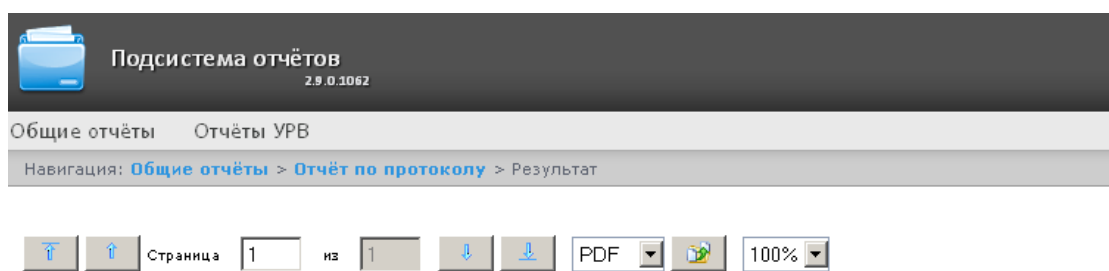 Подсистема отчётов
2.9.0.1062
Общие отчёты Отчёты УРВ
Навигация: Общие отчёты > Отчёт по протоколу > Результат
Страница 1 из 1 PDF 100%